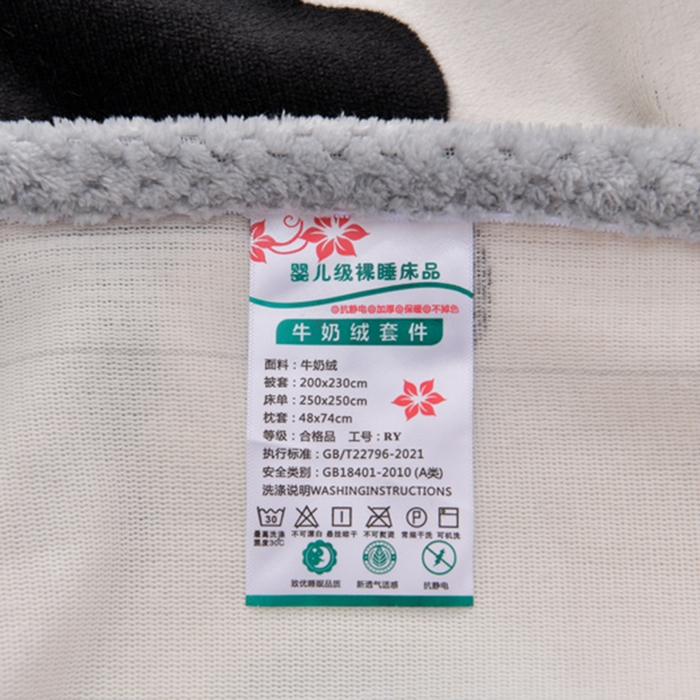 婴儿级裸睡床品
⊕抗静电⊕加厚⊕保暖⊕不掉色
牛奶绒套件
面料：牛奶绒
被套：200x230cm
床单：250x250cm
枕套：48x74cm
等级：合格品 工号：RY
执行标准：GB/T22796-2021
安全类别：GB18401-2010 (A类)
洗涤说明WASHINGINSTRUCTIONS
30 P
最高洗涤温度30C 不可漂白 悬挂晾干 不可熨烫 常规干洗 可机洗
致优睡眠品质 新透气适感 抗静电